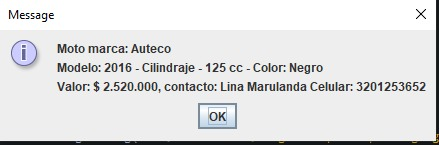 Message
Moto marca: Auteco
Modelo: 2016 - Cilindraje - 125 cc - Color: Negro
Valor: $ 2.520.000, contacto: Lina Marulanda Celular: 3201253652
OK